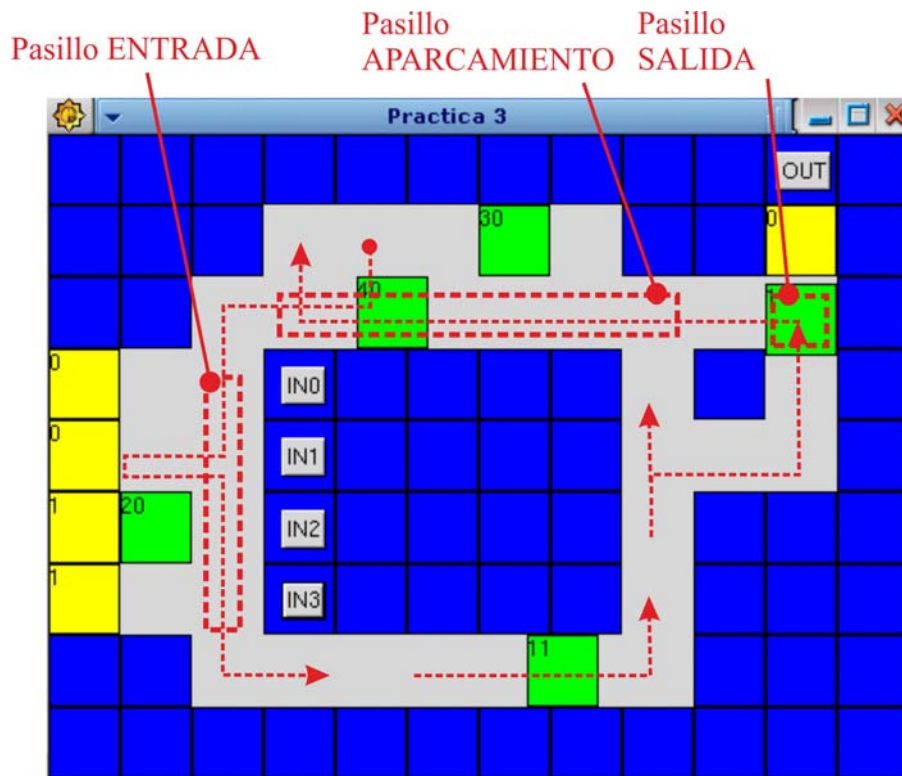 Pasillo ENTRADA
Pasillo
APARCAMIENTO
Pasillo
SALIDA
Practica 3
OUT
30
0
40
1
0
IN0
0
IN1
1
20
IN2
1
IN3
11